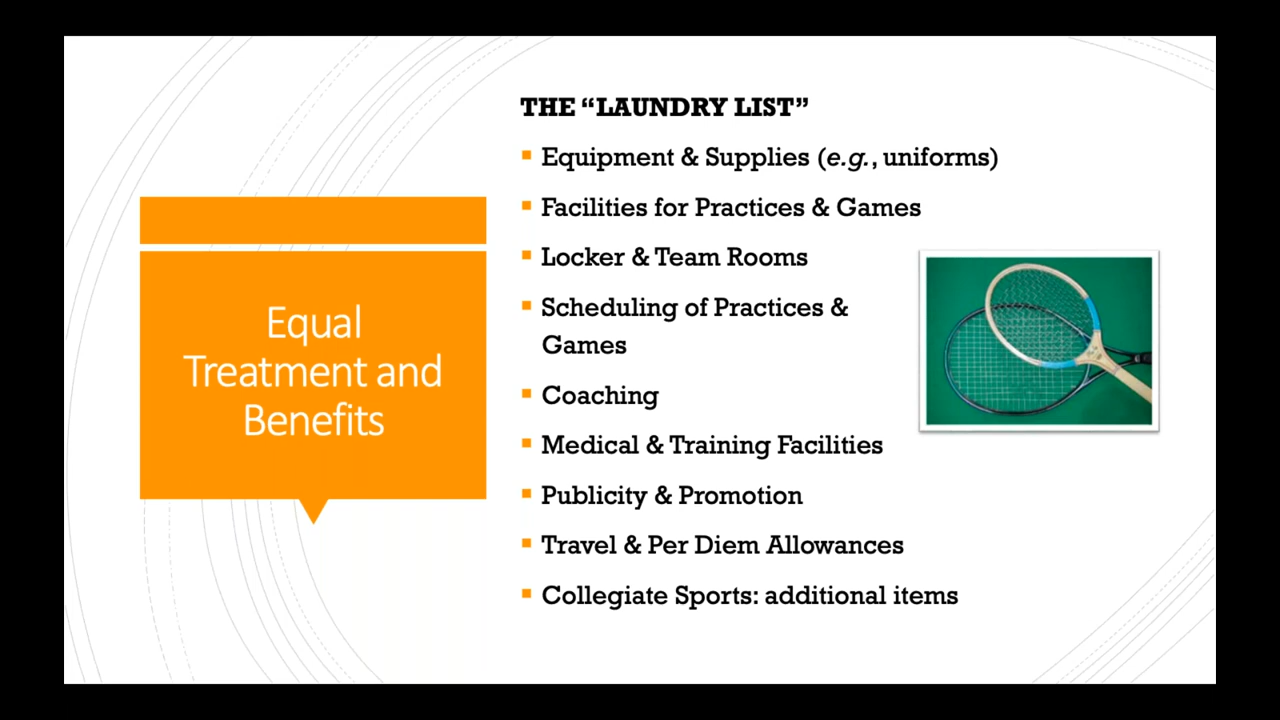 Equal
Treatment and
Benefits
THE “LAUNDRY LIST”
Equipment & Supplies (e.g., uniforms)
Facilities for Practices & Games
Locker & Team Rooms
Scheduling of Practices &
Games
Coaching
Medical & Training Facilities
Publicity & Promotion
Travel & Per Diem Allowances
Collegiate Sports: additional items